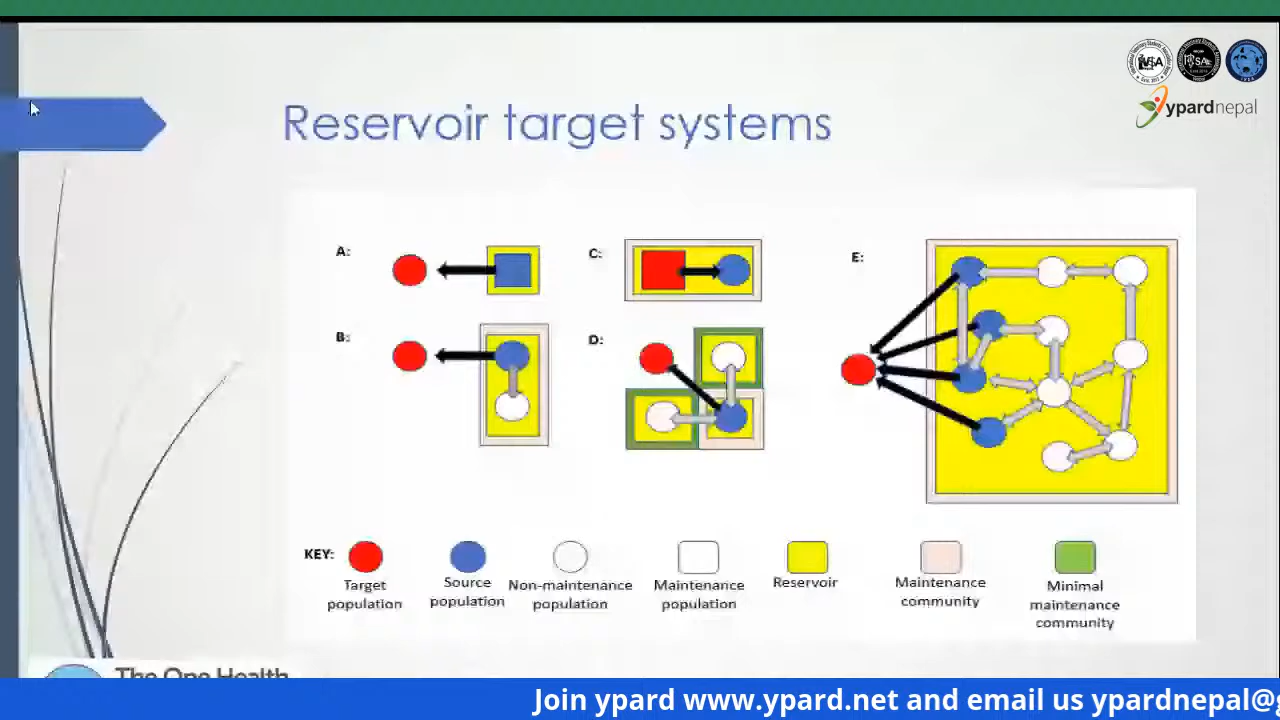 Reservoir target systems
ypardnepal
A:
B:
C:
D:
E:
KEY:
Target
population
Source
population
Non-maintenance
population
Maintenance
population
Reservoir
Maintenance
community
Minimal
maintenance
community
The One Health
Join ypard www.ypard.net and email us ypardnepal@